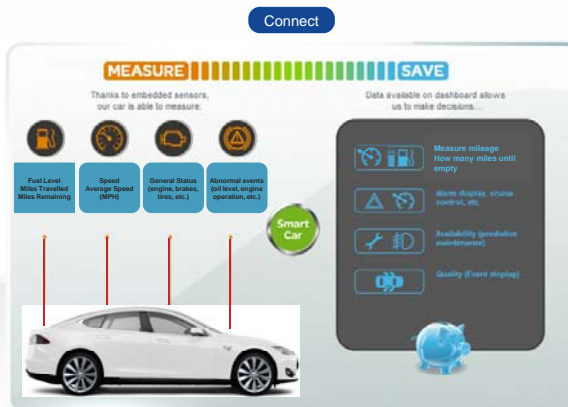 Connect
MEASURE
SAVE
Thanks to embedded sensors,
our car is able to measure:
Data available on dashboard allows
us to make decisions...
Fuel Level
Miles Travelled
Miles Remaining
Speed
Average Speed
(MPH)
General Status
(engine, brakes,
tires, etc.)
Abnormal events
(oil level, engine
operation, etc.)
Smart
Car
Measure mileage
How many miles until
empty
Alarm display, cruise
control, etc.
Availability (predictive
maintenance)
Quality (Event display)